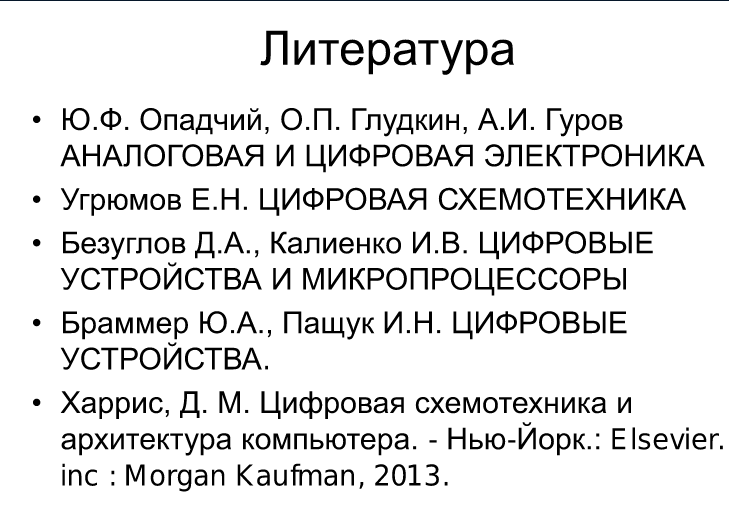 Литература
• Ю.Ф. Опадчий, О.П. Глудкин, А.И. Гуров
АНАЛОГОВАЯ И ЦИФРОВАЯ ЭЛЕКТРОНИКА
• Угрюмов Е.Н. ЦИФРОВАЯ СХЕМОТЕХНИКА
• Безуглов Д.А., Калиенко И.В. ЦИФРОВЫЕ
УСТРОЙСТВА И МИКРОПРОЦЕССОРЫ
• Браммер Ю.А., Пащук И.Н. ЦИФРОВЫЕ
УСТРОЙСТВА.
• Харрис, Д. М. Цифровая схемотехника и
архитектура компьютера. - Нью-Йорк.: Elsevier.
inc : Morgan Kaufman, 2013.